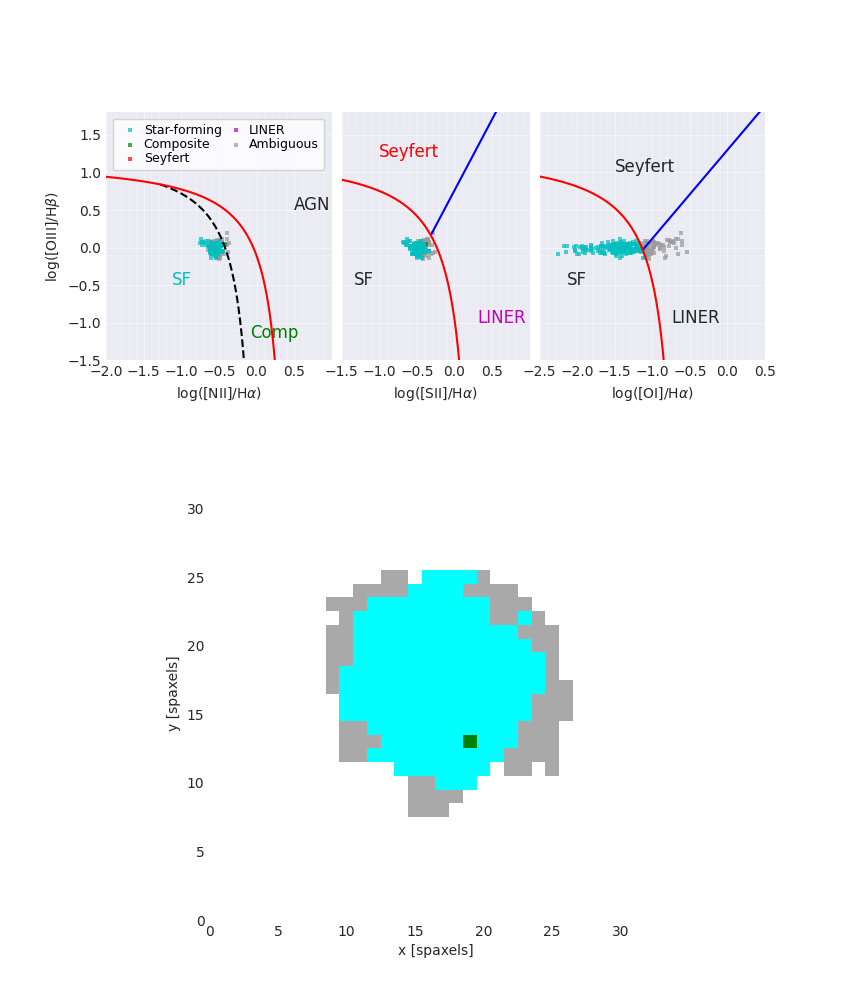 Star-forming
Composite
Seyfert
LINER
Ambiguous
AGN
SF
Comp
Seyfert
SF
LINER
Seyfert
SF
LINER
1.5
1.0
0.5
0.0
−0.5
−1.0
−1.5
log([OIII]/Hβ)
−2.0 −1.5 −1.0 −0.5 0.0 0.5
−1.5 −1.0 −0.5 0.0 0.5
−2.5 −2.0 −1.5 −1.0 −0.5 0.0 0.5
log([NII]/Hα)
log([SII]/Hα)
log([OI]/Hα)
30
25
20
15
10
5
0
y [spaxels]
0 5 10 15 20 25 30
x [spaxels]